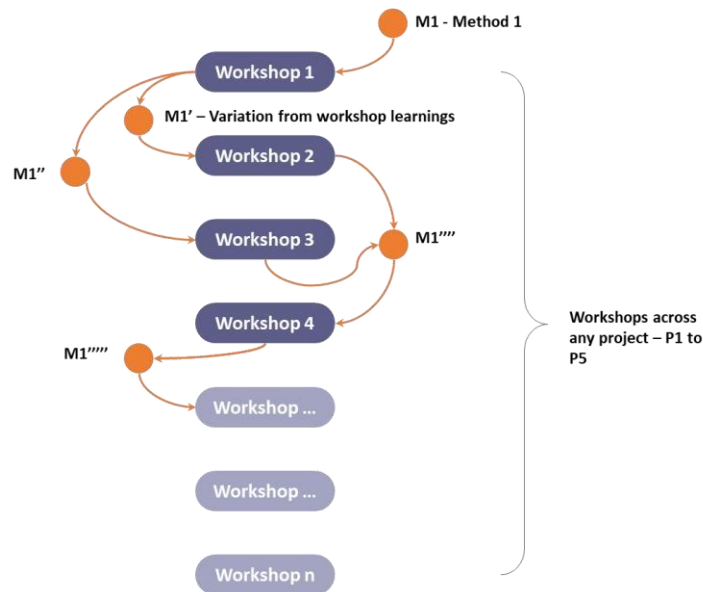 M1 - Method 1
Workshop 1
M1' – Variation from workshop learnings
Workshop 2
M1''
Workshop 3
M1''''
Workshop 4
Workshops across
any project – P1 to
P5
M1'''''
Workshop ...
Workshop ...
Workshop n